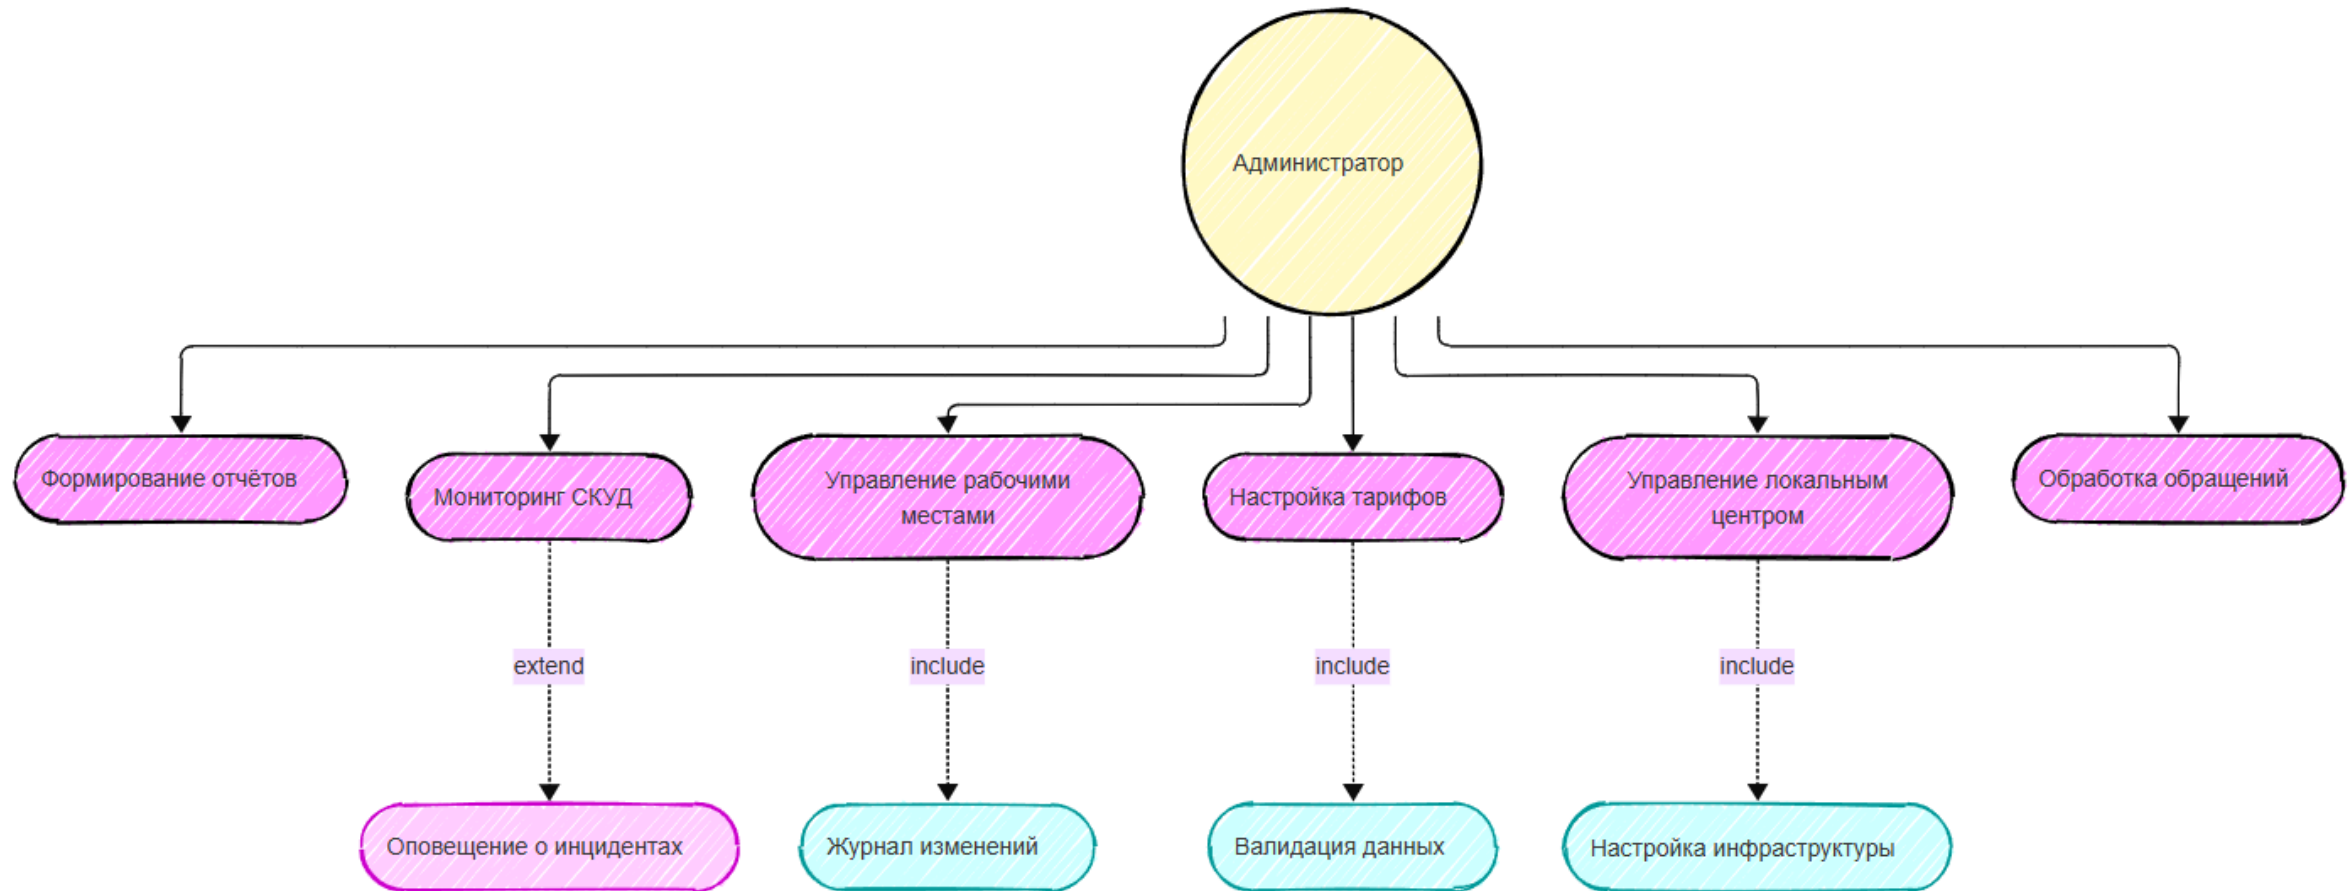 Администратор
Формирование отчётов
Мониторинг СКУД
Управление рабочими
местами
Настройка тарифов
Управление локальным
центром
Обработка обращений
extend
include
include
include
Оповещение о инцидентах
Журнал изменений
Валидация данных
Настройка инфраструктуры